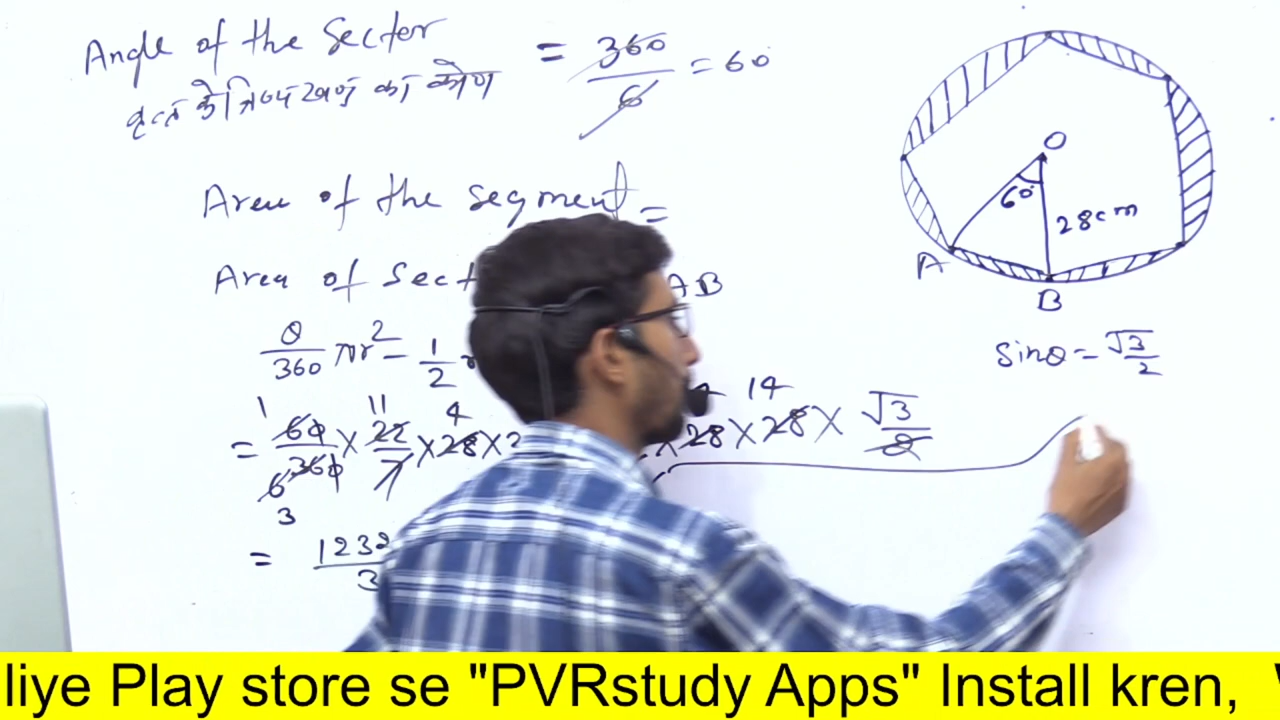 Angle of the Sector = 360/6 = 60°
वृत्त के त्रिज्यखण्ड का कोण
Area of the segment =
Area of Sect AB
θ/360 πr² - 1/2
= 60/360 × 22/7 × 28 × 2 × 28 × 28 × √3/2
1 11 4 14
6
3
= 1232/3
O
60°
28cm
A
B
sinθ = √3/2
liye Play store se "PVRstudy Apps" Install kren,